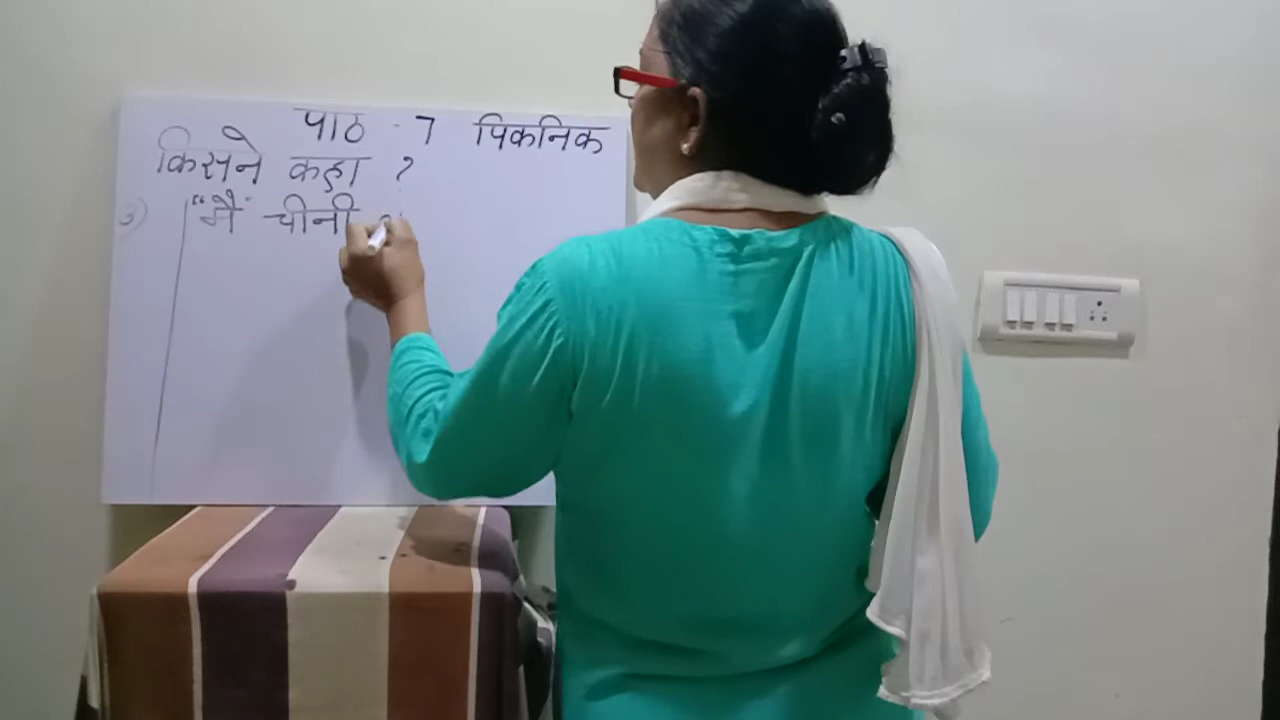 पाठ - 7 पिकनिक
किसने कहा ?
"मैं चीनी